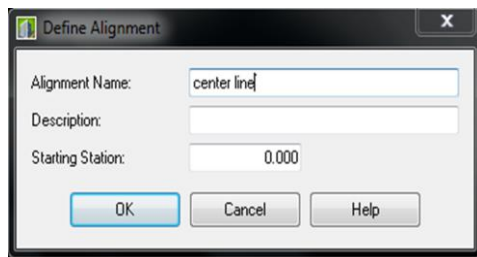 Define Alignment
x
Alignment Name: center line
Description:
Starting Station: 0.000
OK Cancel Help